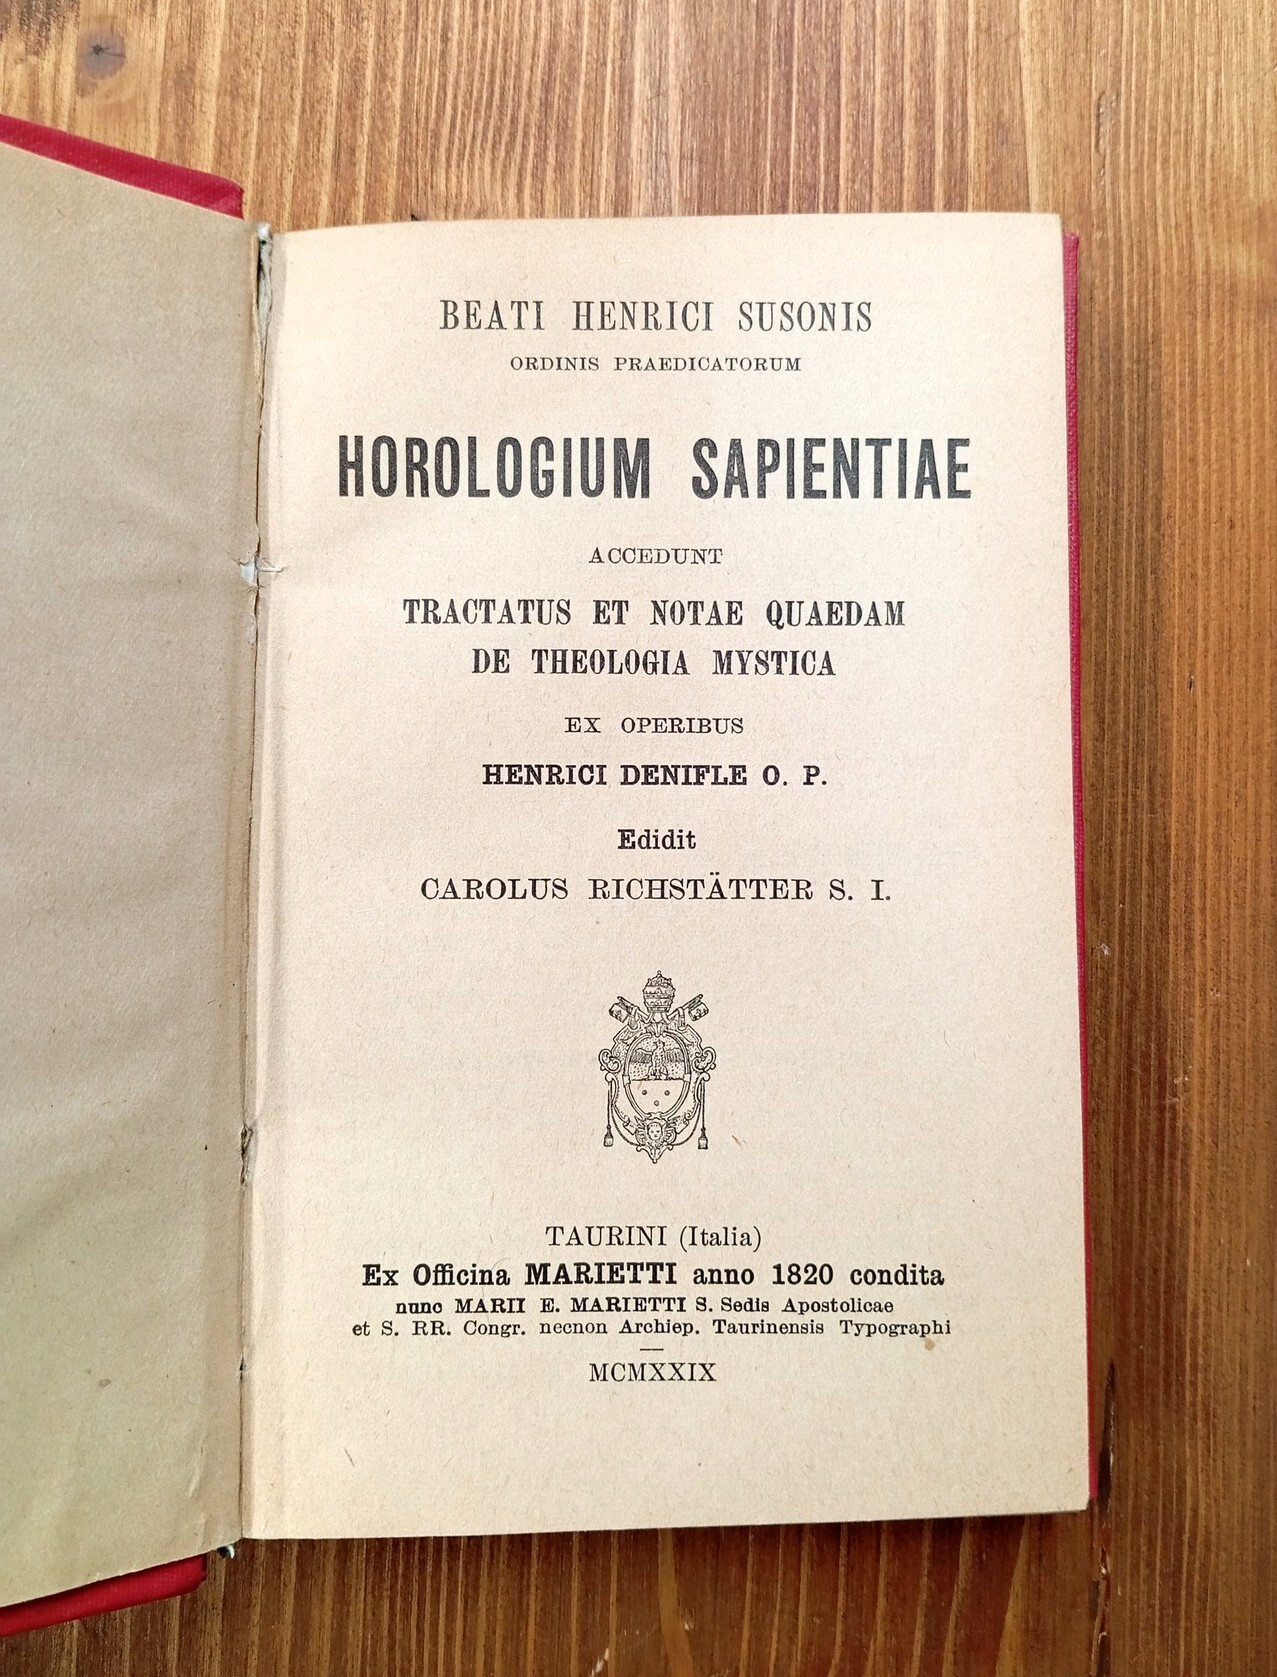 BEATI HENRICI SUSONIS
ORDINIS PRAEDICATORUM
HOROLOGIUM SAPIENTIAE
ACCEDUNT
TRACTATUS ET NOTAE QUAEDAM
DE THEOLOGIA MYSTICA
EX OPERIBUS
HENRICI DENIFLE O. P.
Edidit
CAROLUS RICHSTÄTTER S. I.
TAURINI (Italia)
Ex Officina MARIETTI anno 1820 condita
nunc MARII E. MARIETTI S. Sedis Apostolicae
et S. RR. Congr. necnon Archiep. Taurinensis Typographi
MCMXXIX